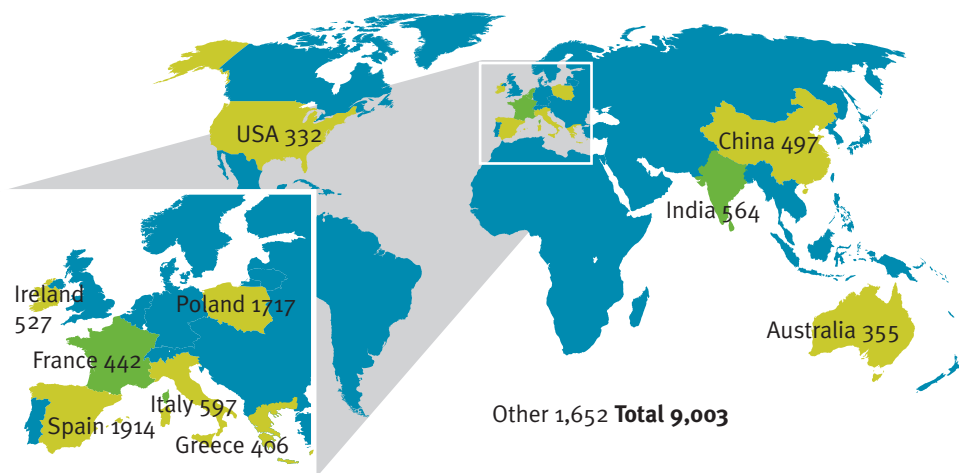 USA 332
China 497
India 564
Ireland
527
Poland 1717
Australia 355
France 442
Italy 597
Spain 1914
Greece 406
Other 1,652 Total 9,003